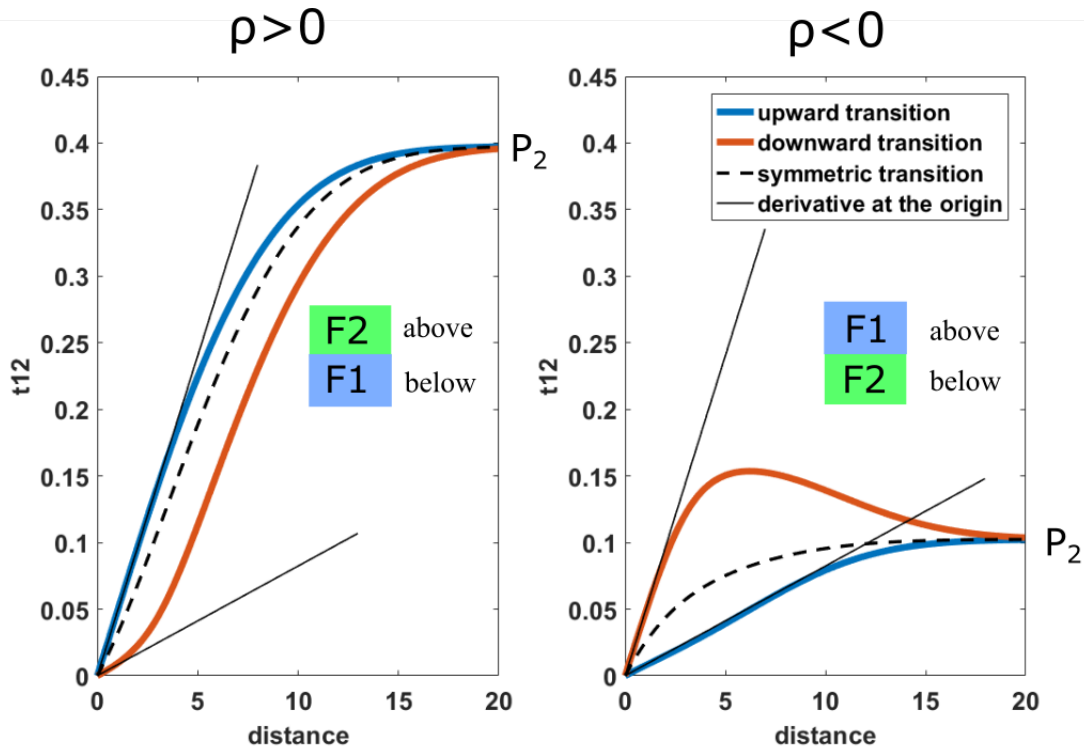 ρ>0
0.45
0.4
0.35
0.3
0.25
0.2
0.15
0.1
0.05
0
t12
P2
F2 above
F1 below
0 5 10 15 20
distance
ρ<0
0.45
0.4
0.35
0.3
0.25
0.2
0.15
0.1
0.05
0
t12
upward transition
downward transition
symmetric transition
derivative at the origin
F1 above
F2 below
P2
0 5 10 15 20
distance